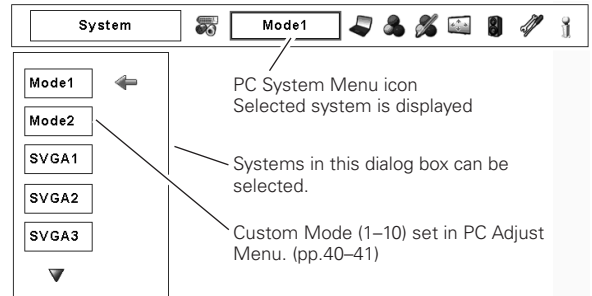 System
Mode1
PC System Menu icon
Selected system is displayed
Mode1
Mode2
SVGA1
SVGA2
SVGA3
Systems in this dialog box can be
selected.
Custom Mode (1–10) set in PC Adjust
Menu. (pp.40–41)